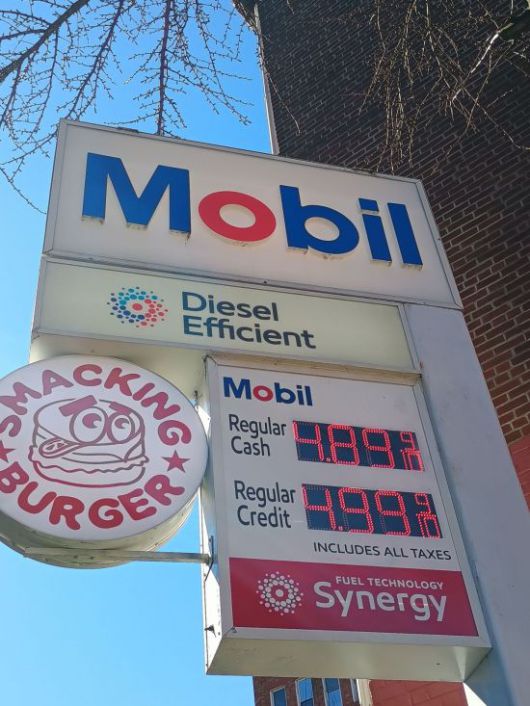 Mobil
Diesel
Efficient
SMACKING
BURGER
Mobil
Regular
Cash
4.89 9/10
Regular
Credit
4.99 9/10
INCLUDES ALL TAXES
FUEL TECHNOLOGY
Synergy